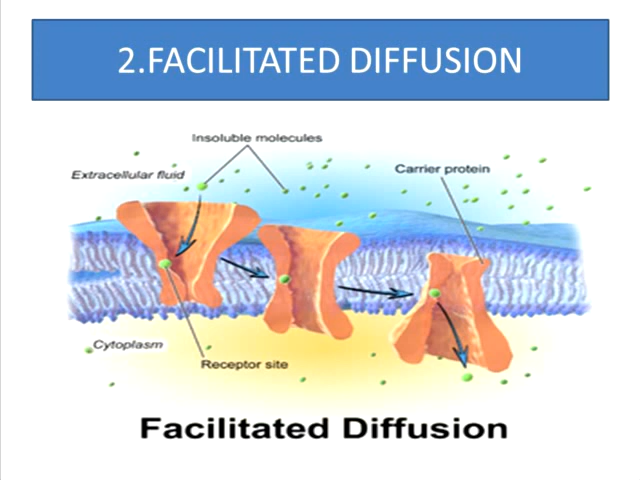 2.FACILITATED DIFFUSION
Insoluble molecules
Extracellular fluid
Carrier protein
Cytoplasm
Receptor site
Facilitated Diffusion